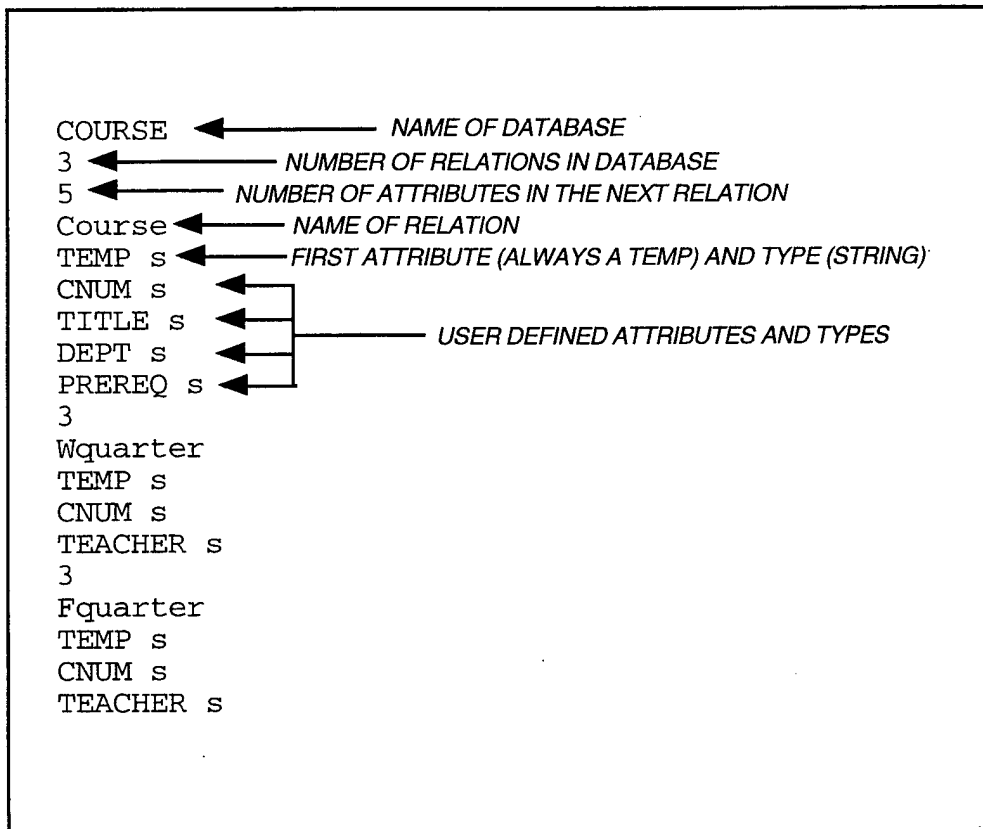 COURSE NAME OF DATABASE
3 NUMBER OF RELATIONS IN DATABASE
5 NUMBER OF ATTRIBUTES IN THE NEXT RELATION
Course NAME OF RELATION
TEMP s FIRST ATTRIBUTE (ALWAYS A TEMP) AND TYPE (STRING)
CNUM s
TITLE s
USER DEFINED ATTRIBUTES AND TYPES
DEPT s
PREREQ s
3
Wquarter
TEMP s
CNUM s
TEACHER s
3
Fquarter
TEMP s
CNUM s
TEACHER s